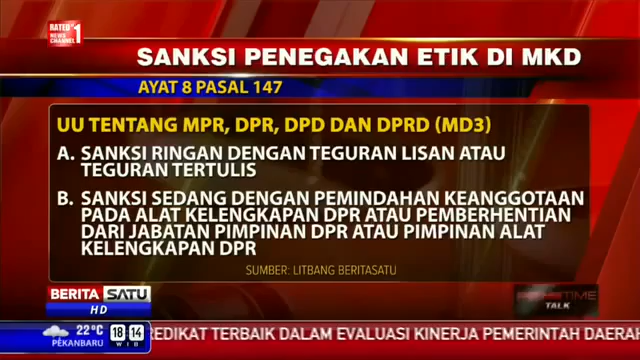 RATED #1
NEWS
CHANNEL
SANKSI PENEGAKAN ETIK DI MKD
AYAT 8 PASAL 147
UU TENTANG MPR, DPR, DPD DAN DPRD (MD3)
A. SANKSI RINGAN DENGAN TEGURAN LISAN ATAU
TEGURAN TERTULIS
B. SANKSI SEDANG DENGAN PEMINDAHAN KEANGGOTAAN
PADA ALAT KELENGKAPAN DPR ATAU PEMBERHENTIAN
DARI JABATAN PIMPINAN DPR ATAU PIMPINAN ALAT
KELENGKAPAN DPR
SUMBER: LITBANG BERITASATU
BERITA SATU
HD
TALK
22°C
PEKANBARU
18:14
WIB
REDIKAT TERBAIK DALAM EVALUASI KINERJA PEMERINTAH DAERAH